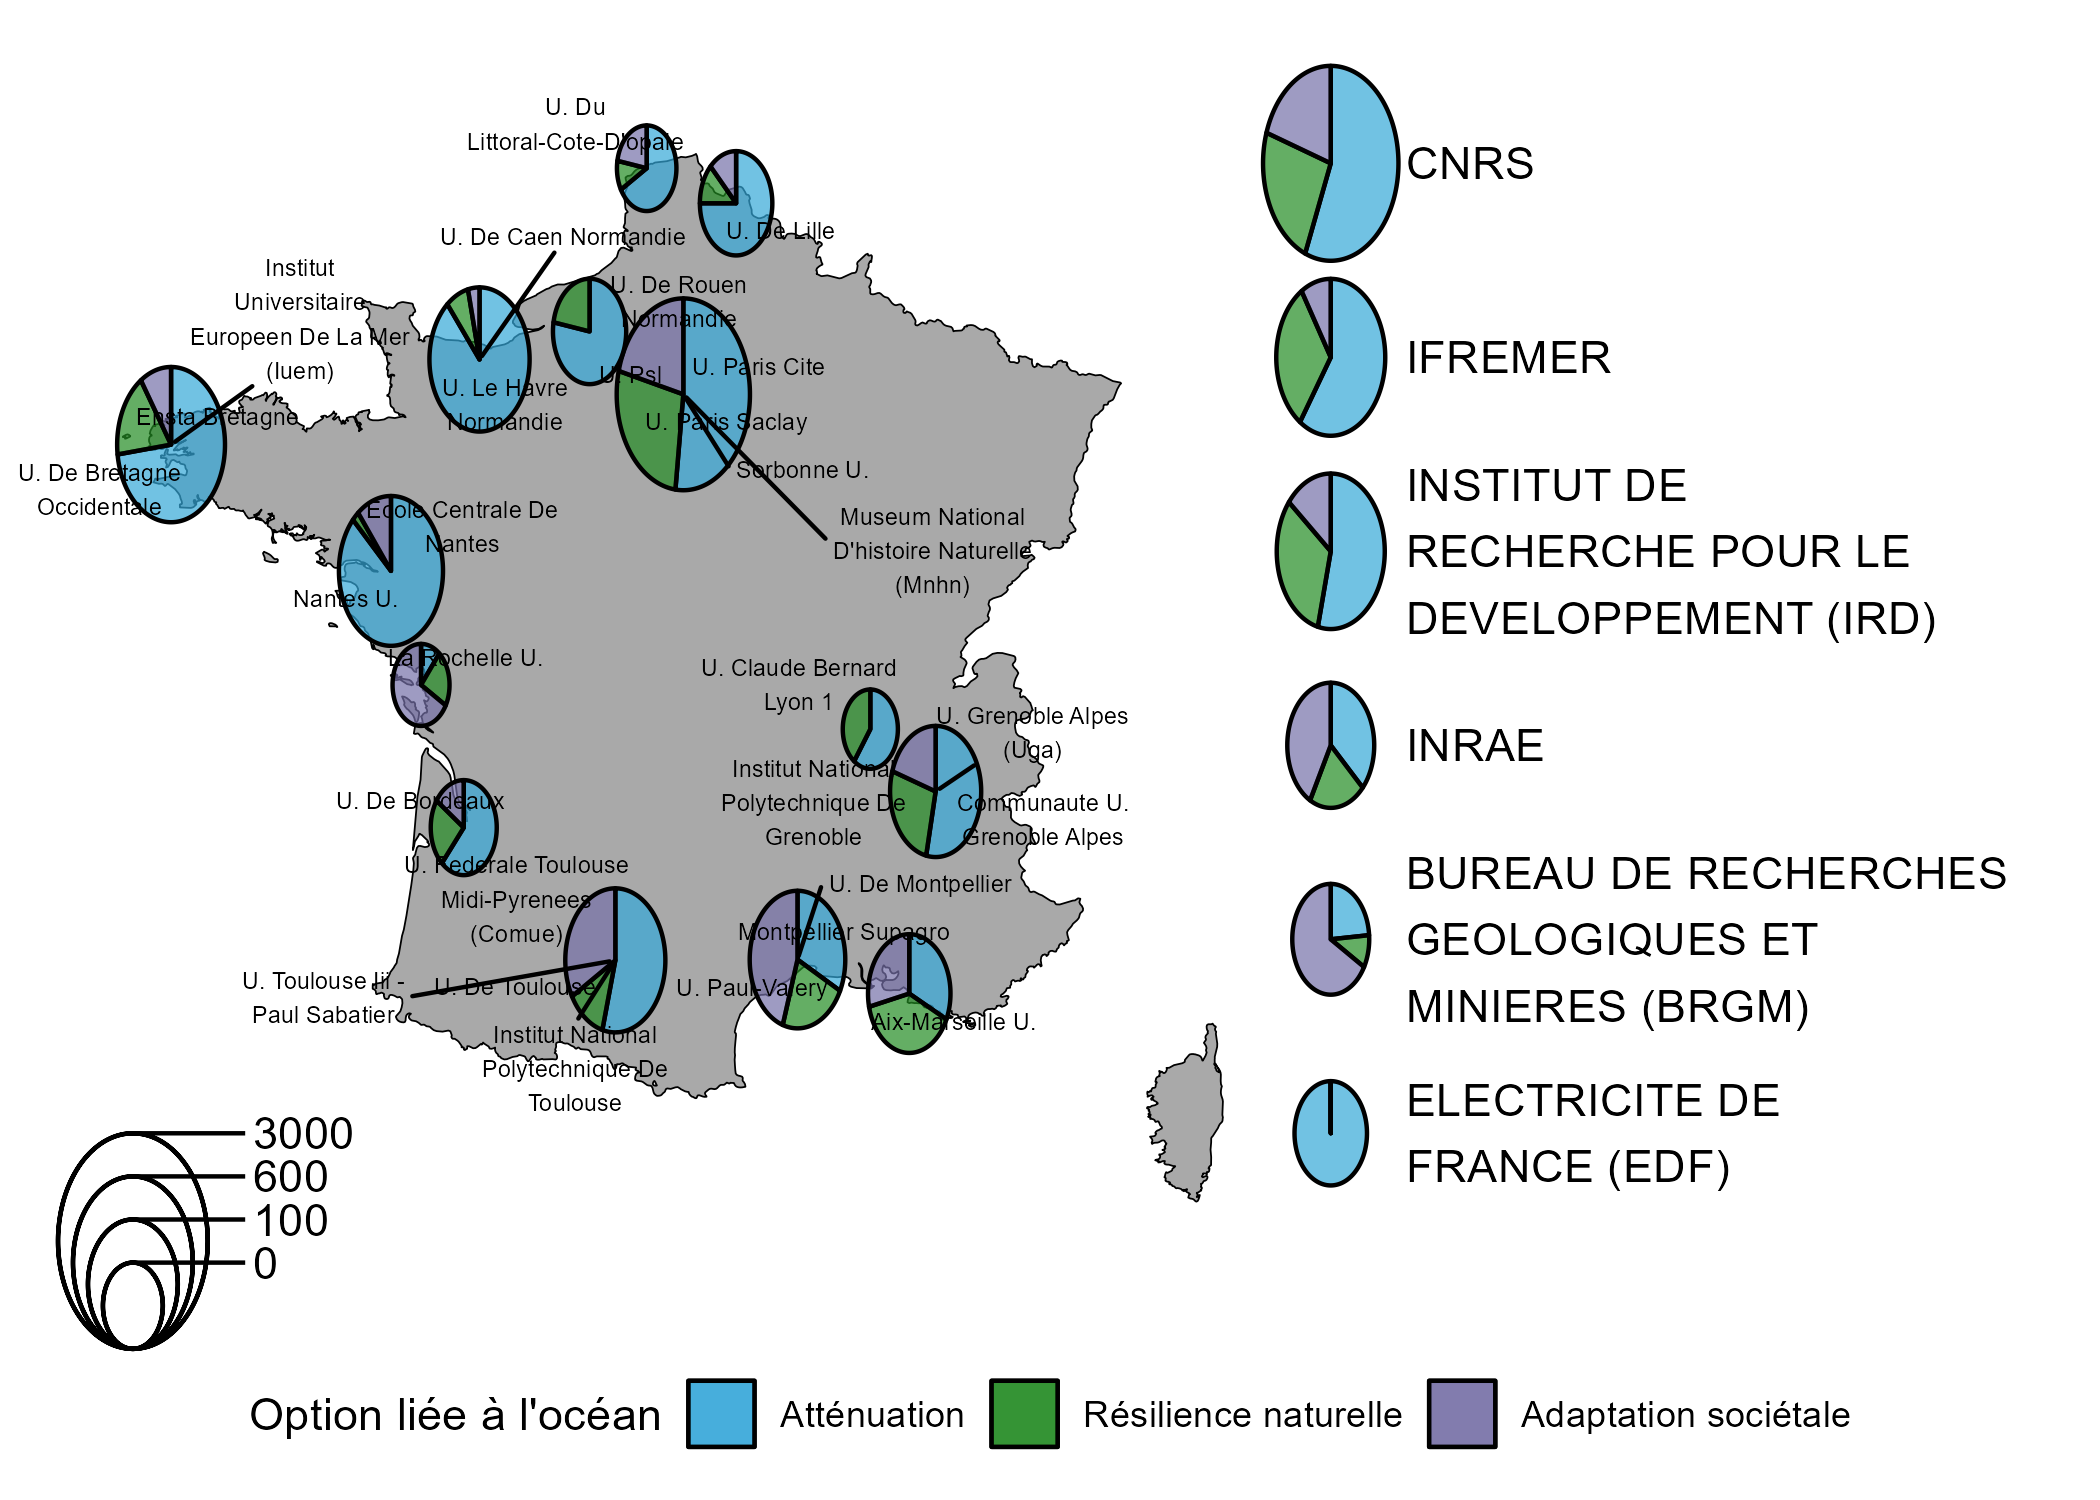 U. Du
Littoral-Cote-D'opale
U. De Lille
U. De Caen Normandie
Institut
Universitaire
Europeen De La Mer
(Iuem)
U. De Rouen
Normandie
U. Paris Cite
U. Psl
U. Le Havre
Normandie
U. Paris Saclay
Sorbonne U.
Ensta Bretagne
U. De Bretagne
Occidentale
Museum National
D'histoire Naturelle
(Mnhn)
Ecole Centrale De
Nantes
Nantes U.
La Rochelle U.
U. Claude Bernard
Lyon 1
U. Grenoble Alpes
(Uga)
Institut National
Polytechnique De
Grenoble
Communaute U.
Grenoble Alpes
U. De Bordeaux
U. Federale Toulouse
Midi-Pyrenees
(Comue)
U. De Montpellier
Montpellier Supagro
U. Toulouse Iii -
Paul Sabatier
U. De Toulouse
U. Paul-Valery
Aix-Marseille U.
Institut National
Polytechnique De
Toulouse
CNRS
IFREMER
INSTITUT DE
RECHERCHE POUR LE
DEVELOPPEMENT (IRD)
INRAE
BUREAU DE RECHERCHES
GEOLOGIQUES ET
MINIERES (BRGM)
ELECTRICITE DE
FRANCE (EDF)
3000
600
100
0
Option liée à l'océan
Atténuation
Résilience naturelle
Adaptation sociétale